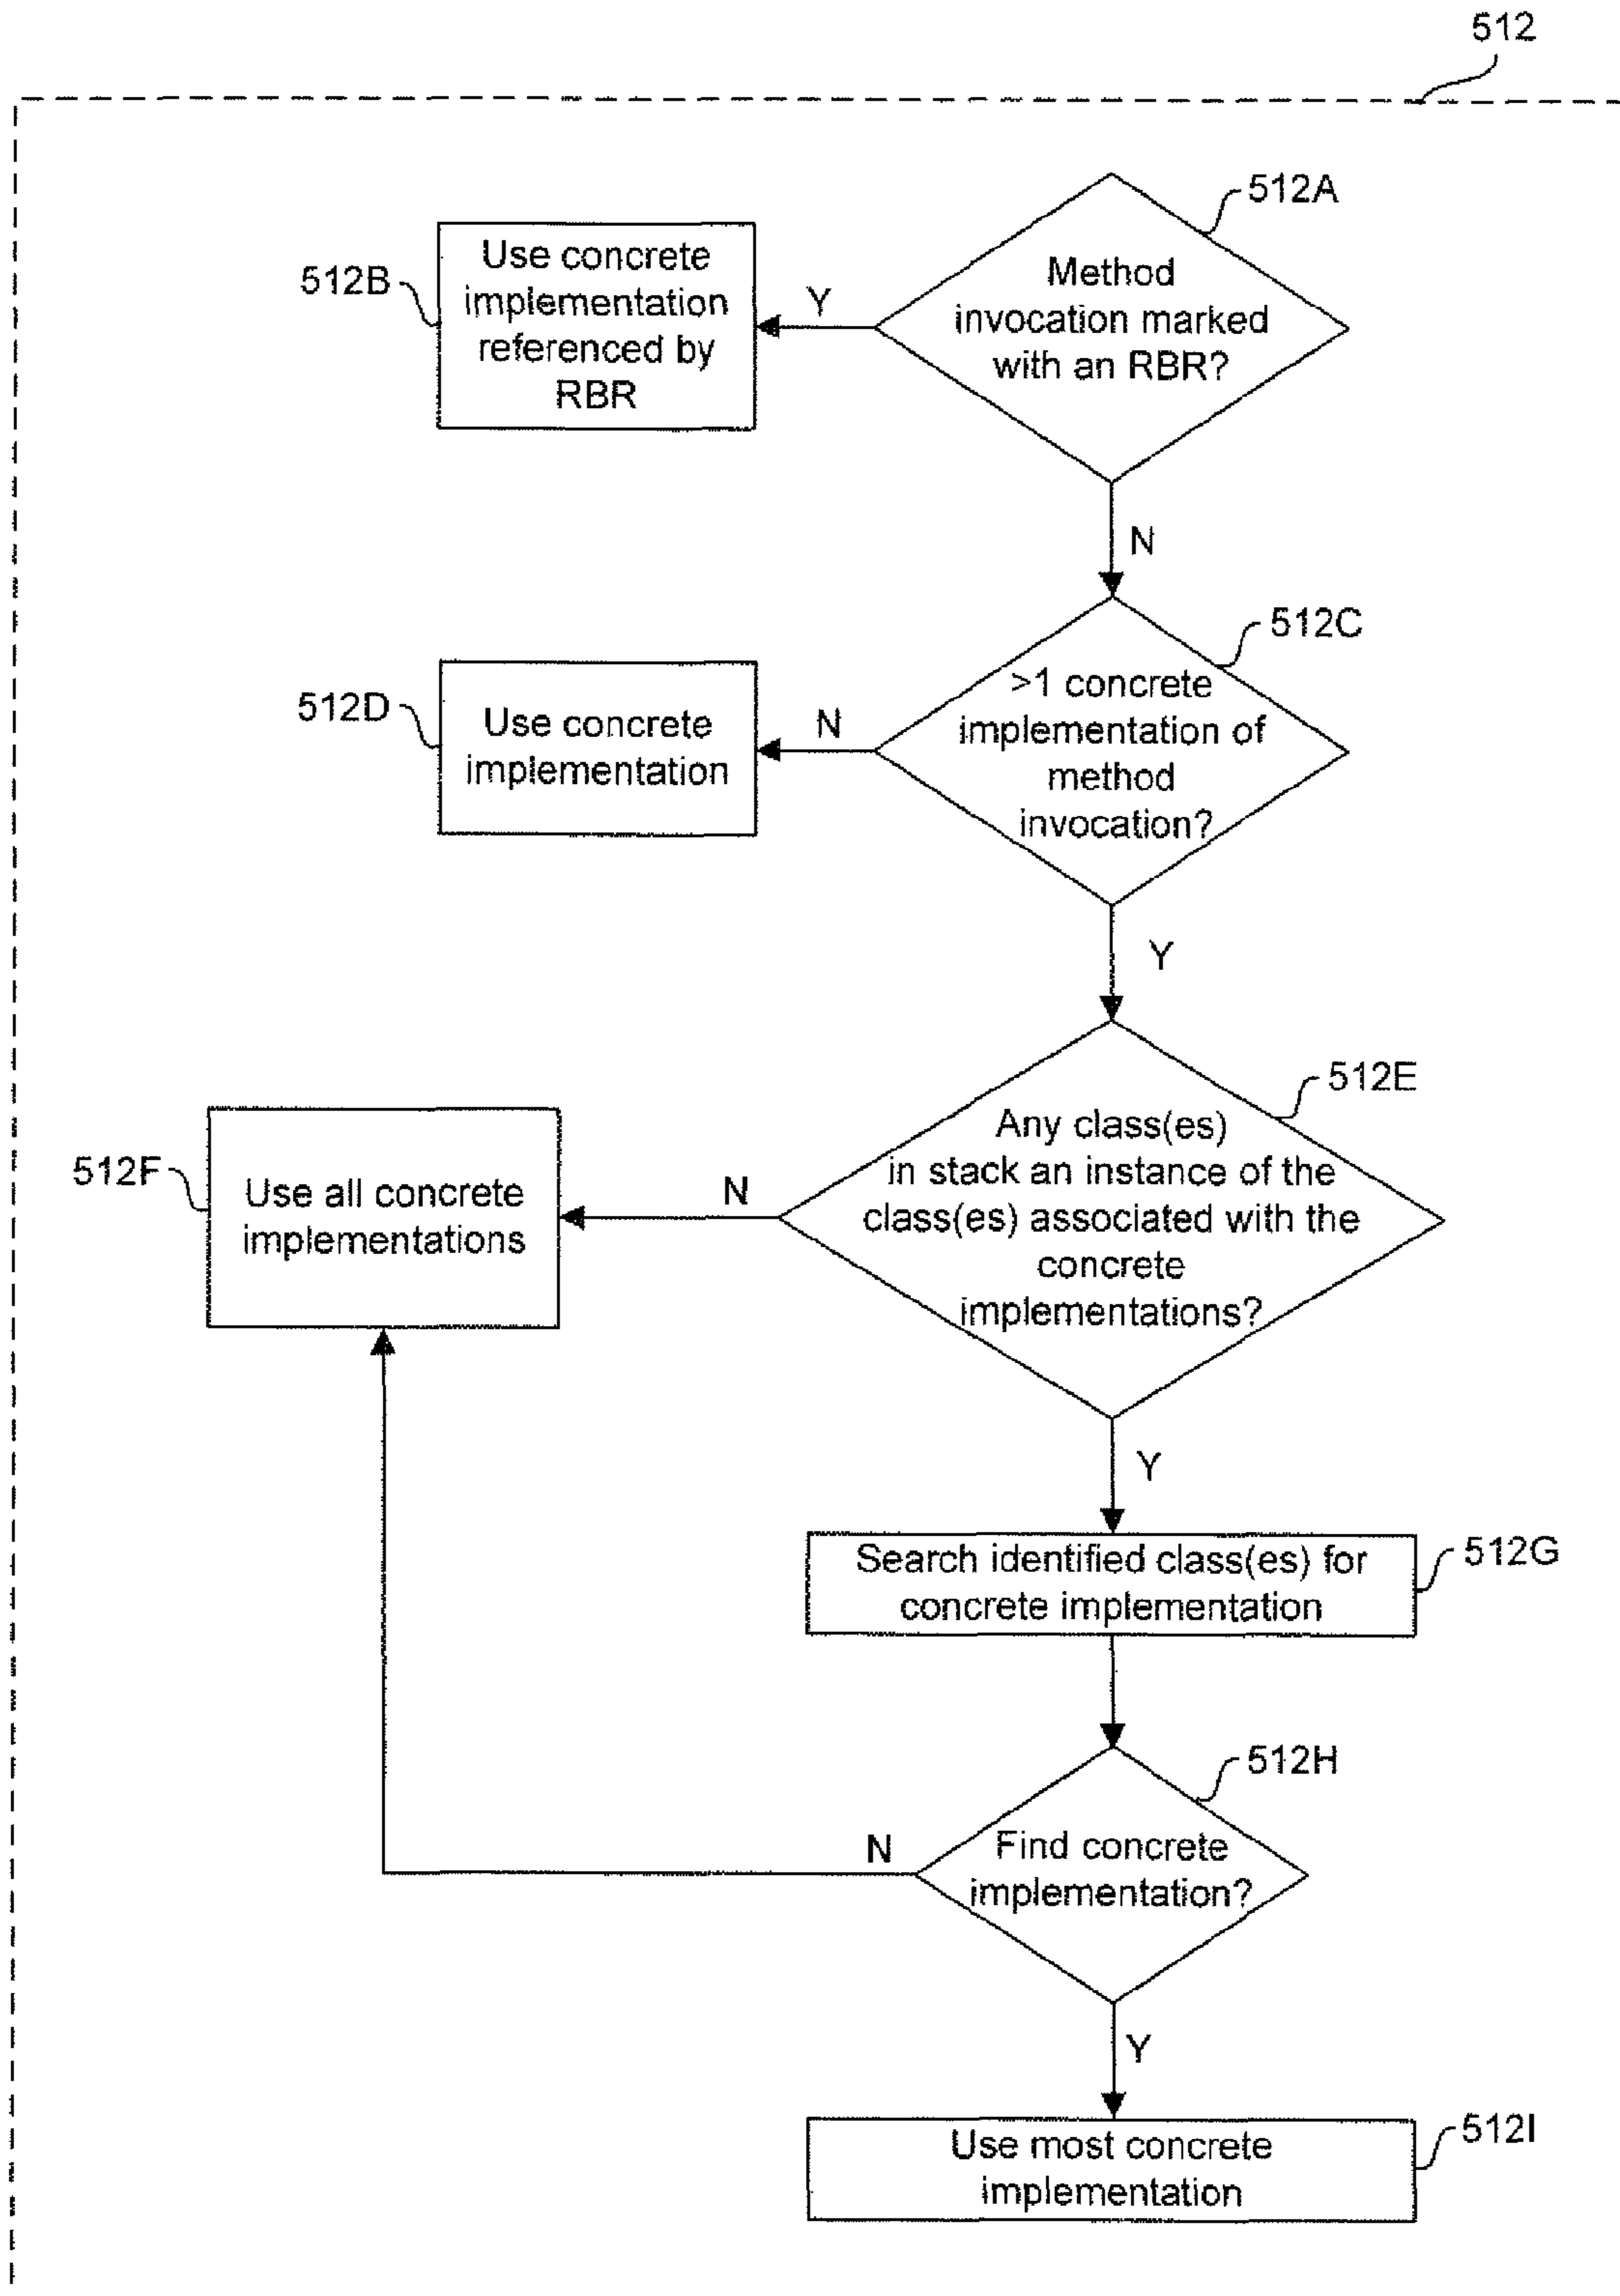 512
512A
Method
invocation marked
with an RBR?
Y
512B
Use concrete
implementation
referenced by
RBR
N
512C
>1 concrete
implementation of
method
invocation?
N
512D
Use concrete
implementation
Y
512E
Any class(es)
in stack an instance of the
class(es) associated with the
concrete
implementations?
N
512F
Use all concrete
implementations
Y
Search identified class(es) for
concrete implementation
512G
512H
Find concrete
implementation?
N
Y
Use most concrete
implementation
512I